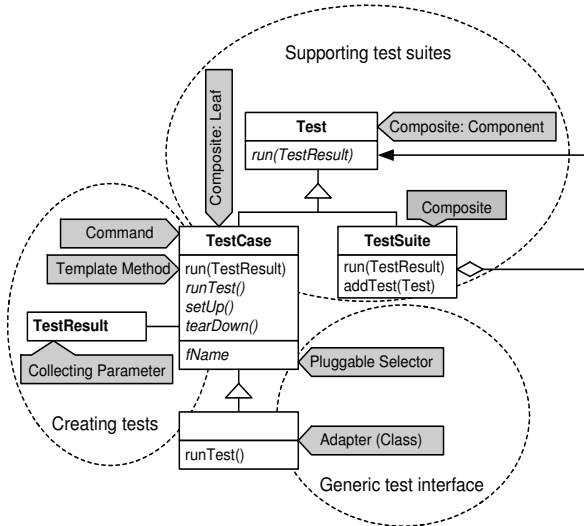 Supporting test suites
Composite: Leaf
Test
Composite: Component
run(TestResult)
Composite
Command
TestCase
TestSuite
Template Method
run(TestResult)
runTest()
setUp()
tearDown()
run(TestResult)
addTest(Test)
TestResult
fName
Collecting Parameter
Pluggable Selector
Creating tests
runTest()
Adapter (Class)
Generic test interface